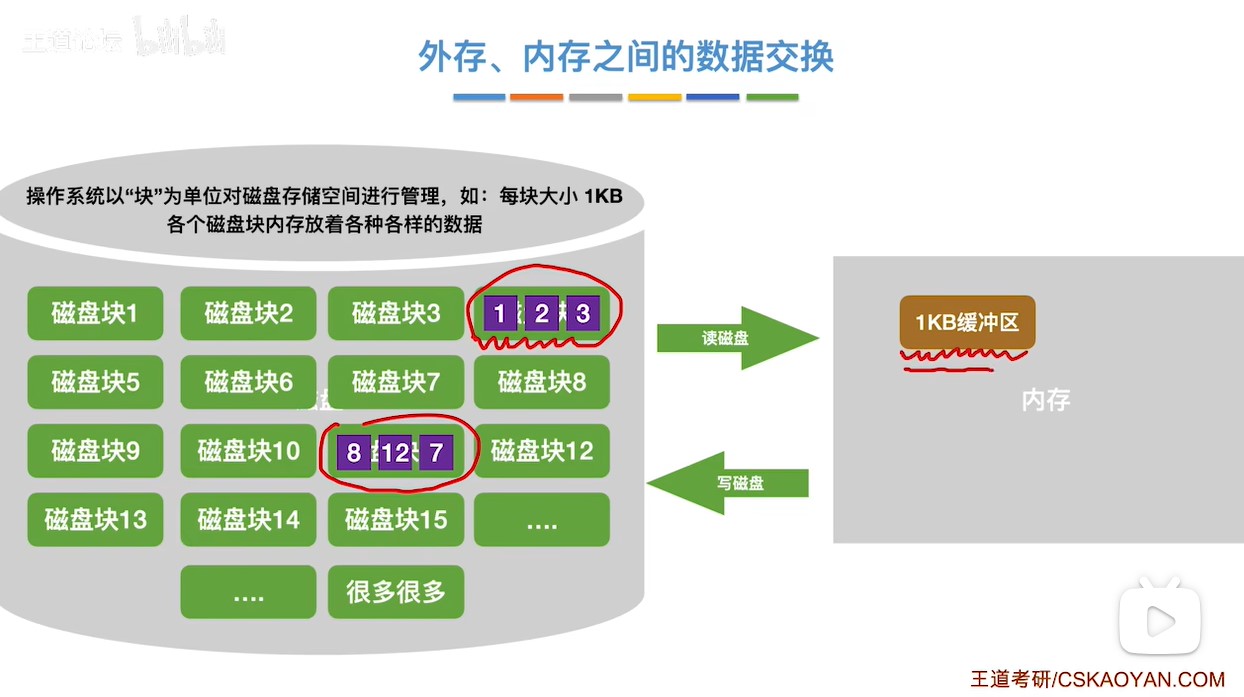 王道论坛 bilibili
外存、内存之间的数据交换
操作系统以“块”为单位对磁盘存储空间进行管理，如：每块大小 1KB
各个磁盘块内存放着各种各样的数据
磁盘块1 磁盘块2 磁盘块3 1 2 3
磁盘块5 磁盘块6 磁盘块7 磁盘块8
磁盘块9 磁盘块10 8 12 7 磁盘块12
磁盘块13 磁盘块14 磁盘块15 ....
.... 很多很多
读磁盘
写磁盘
1KB缓冲区
内存
王道考研/CSKAOYAN.COM